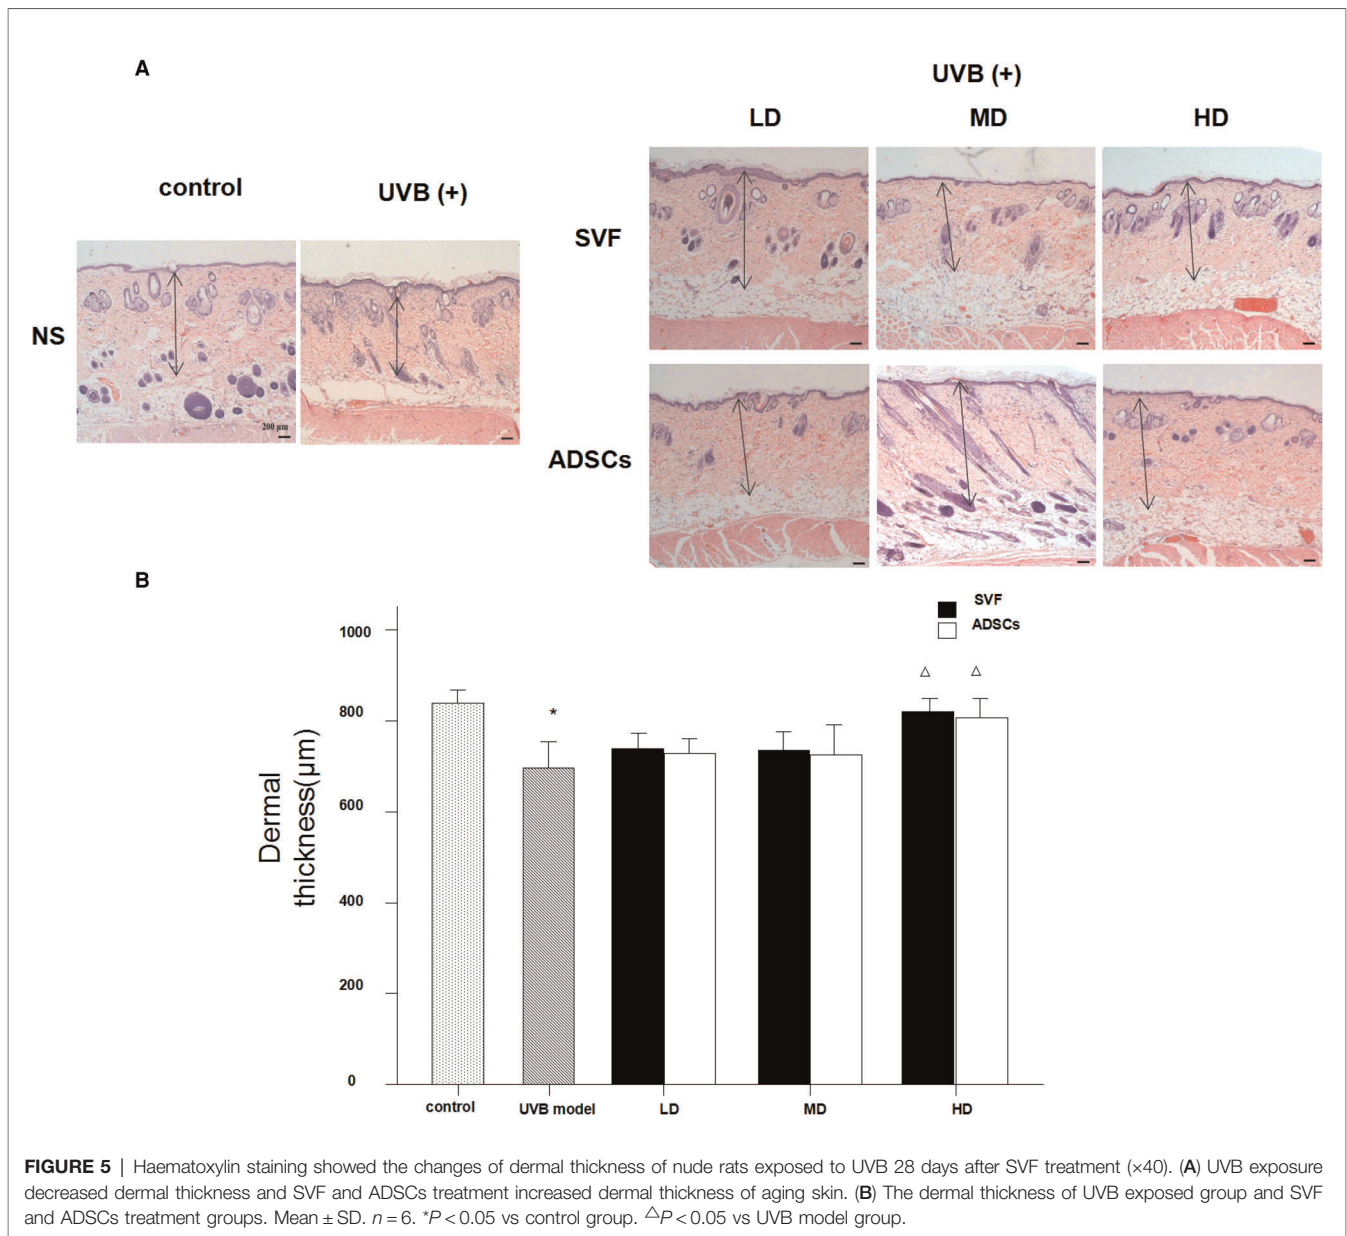 A
UVB (+)
LD MD HD
control UVB (+)
SVF
NS
200 µm
ADSCs
B
SVF
ADSCs
1000
800
600
400
200
0
Dermal
thickness(µm)
*
△ △
control UVB model LD MD HD
FIGURE 5 | Haematoxylin staining showed the changes of dermal thickness of nude rats exposed to UVB 28 days after SVF treatment (×40). (A) UVB exposure
decreased dermal thickness and SVF and ADSCs treatment increased dermal thickness of aging skin. (B) The dermal thickness of UVB exposed group and SVF
and ADSCs treatment groups. Mean ± SD. n = 6. *P < 0.05 vs control group. △P < 0.05 vs UVB model group.